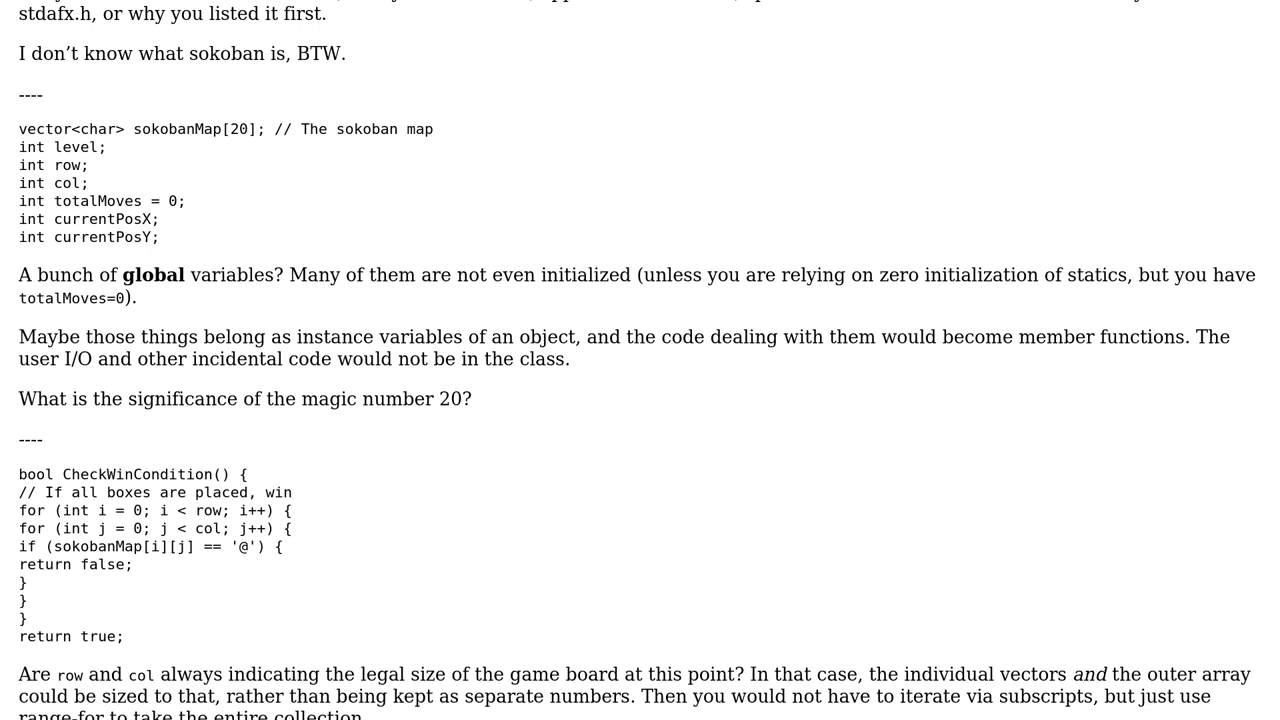 stdafx.h, or why you listed it first.
I don’t know what sokoban is, BTW.
----
vector<char> sokobanMap[20]; // The sokoban map
int level;
int row;
int col;
int totalMoves = 0;
int currentPosX;
int currentPosY;
A bunch of global variables? Many of them are not even initialized (unless you are relying on zero initialization of statics, but you have
totalMoves=0).
Maybe those things belong as instance variables of an object, and the code dealing with them would become member functions. The
user I/O and other incidental code would not be in the class.
What is the significance of the magic number 20?
----
bool CheckWinCondition() {
// If all boxes are placed, win
for (int i = 0; i < row; i++) {
for (int j = 0; j < col; j++) {
if (sokobanMap[i][j] == '@') {
return false;
}
}
}
return true;
Are row and col always indicating the legal size of the game board at this point? In that case, the individual vectors and the outer array
could be sized to that, rather than being kept as separate numbers. Then you would not have to iterate via subscripts, but just use
range-for to take the entire collection.